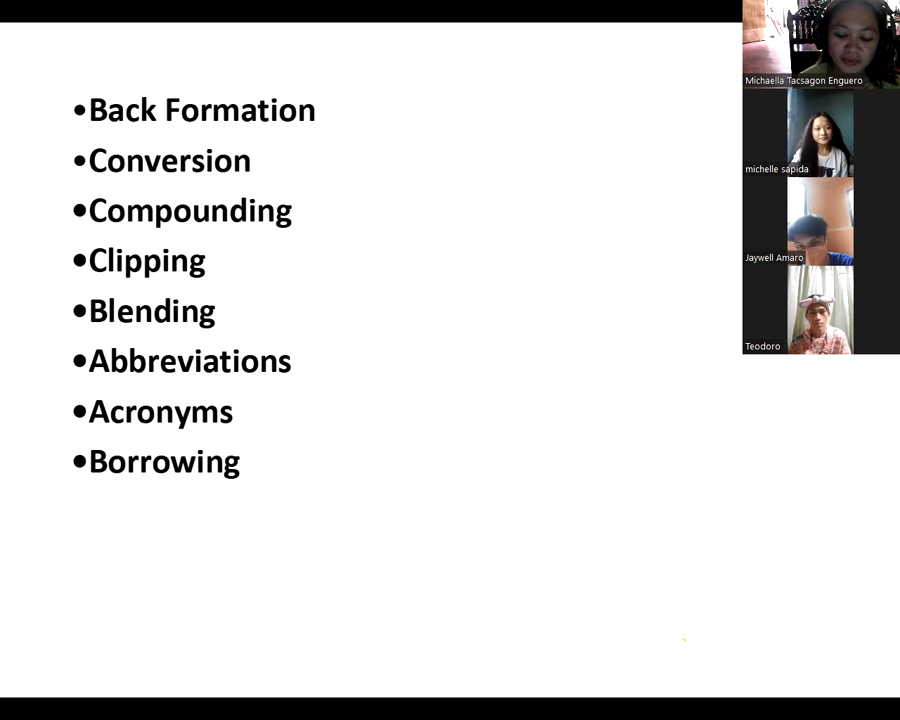 •Back Formation
•Conversion
•Compounding
•Clipping
•Blending
•Abbreviations
•Acronyms
•Borrowing
Michaella Tacsagon Enguero
michelle sapida
Jaywell Amaro
Teodoro